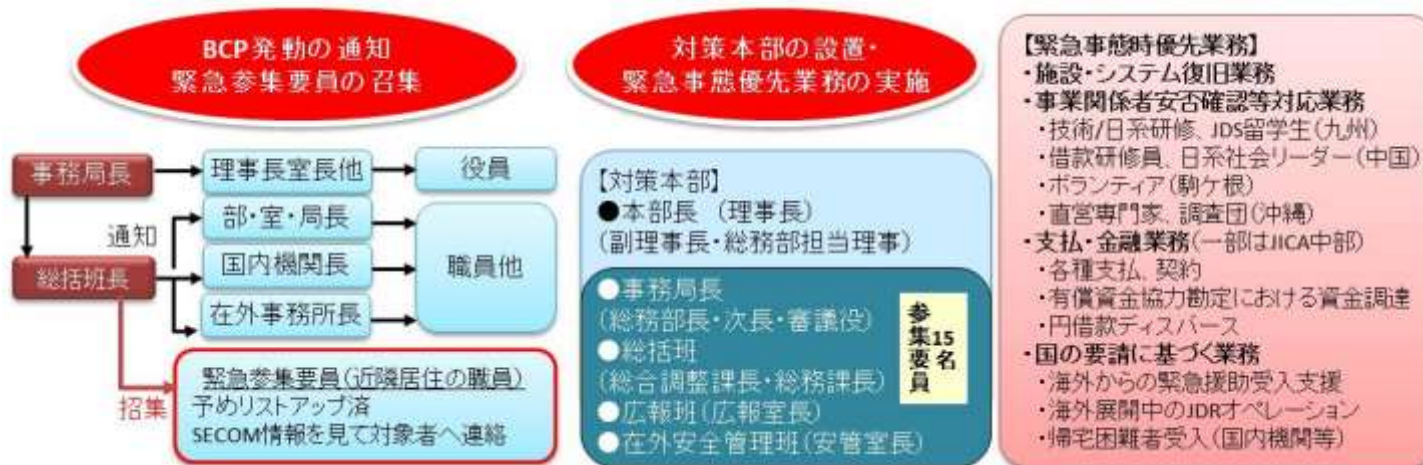 BCP発動の通知
緊急参集要員の召集
事務局長
理事長室長他
役員
通知
部・室・局長
総括班長
国内機関長
職員他
在外事務所長
招集
緊急参集要員(近隣居住の職員)
予めリストアップ済
SECOM情報を見て対象者へ連絡
対策本部の設置・
緊急事態優先業務の実施
【対策本部】
●本部長 (理事長)
(副理事長・総務部担当理事)
●事務局長
(総務部長・次長・審議役)
●総括班
(総合調整課長・総務課長)
●広報班(広報室長)
●在外安全管理班(安管室長)
参集要員
15名
【緊急事態時優先業務】
・施設・システム復旧業務
・事業関係者安否確認等対応業務
・技術/日系研修、JDS留学生(九州)
・借款研修員、日系社会リーダー(中国)
・ボランティア(駒ケ根)
・直営専門家、調査団(沖縄)
・支払・金融業務(一部はJICA中部)
・各種支払、契約
・有償資金協力勘定における資金調達
・円借款ディスバース
・国の要請に基づく業務
・海外からの緊急援助受入支援
・海外展開中のJDRオペレーション
・帰宅困難者受入(国内機関等)